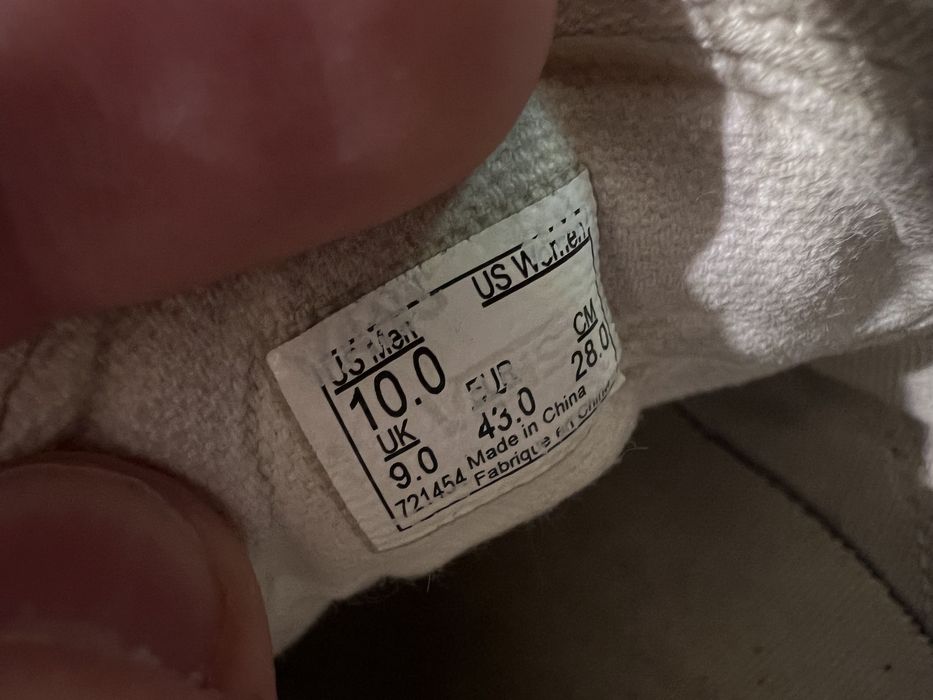 US Men US Women
10.0
UK EUR CM
9.0 43.0 28.0
721454 Made in China
Fabrique en Chine